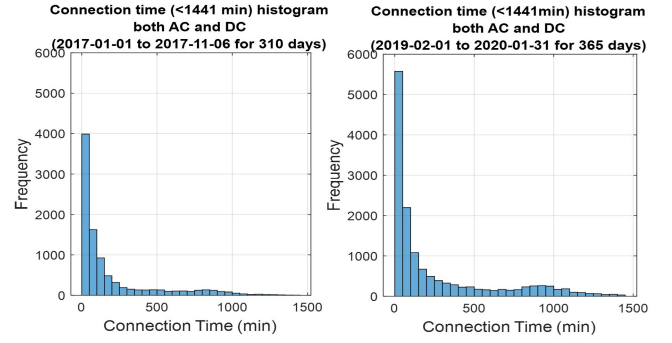 Connection time (<1441 min) histogram
both AC and DC
(2017-01-01 to 2017-11-06 for 310 days)
6000
5000
4000
3000
2000
1000
0
Frequency
0 500 1000 1500
Connection Time (min)
Connection time (<1441min) histogram
both AC and DC
(2019-02-01 to 2020-01-31 for 365 days)
6000
5000
4000
3000
2000
1000
0
Frequency
0 500 1000 1500
Connection Time (min)